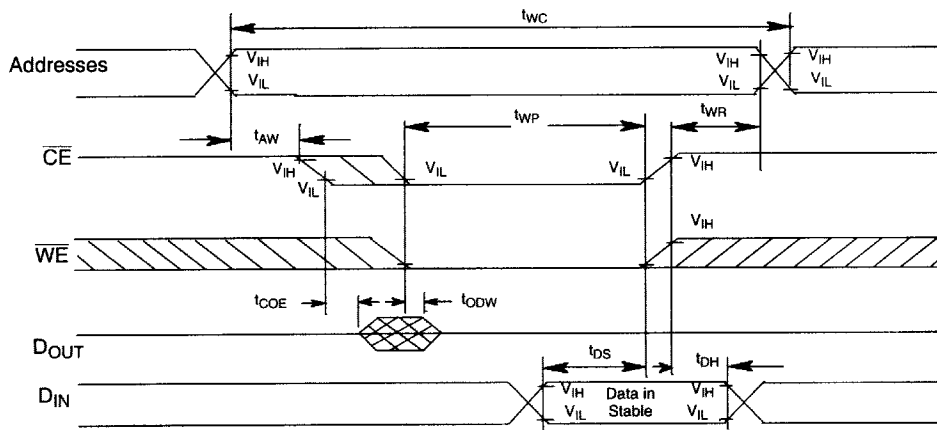 tWC
Addresses
VIH VIH VIH
VIL VIL VIL
tWP
tWR
tAW
CE
VIH VIL VIL VIH
VIL
VIH
WE
tCOE tODW
DOUT
tDS tDH
DIN
VIH Data in VIH
VIL Stable VIL